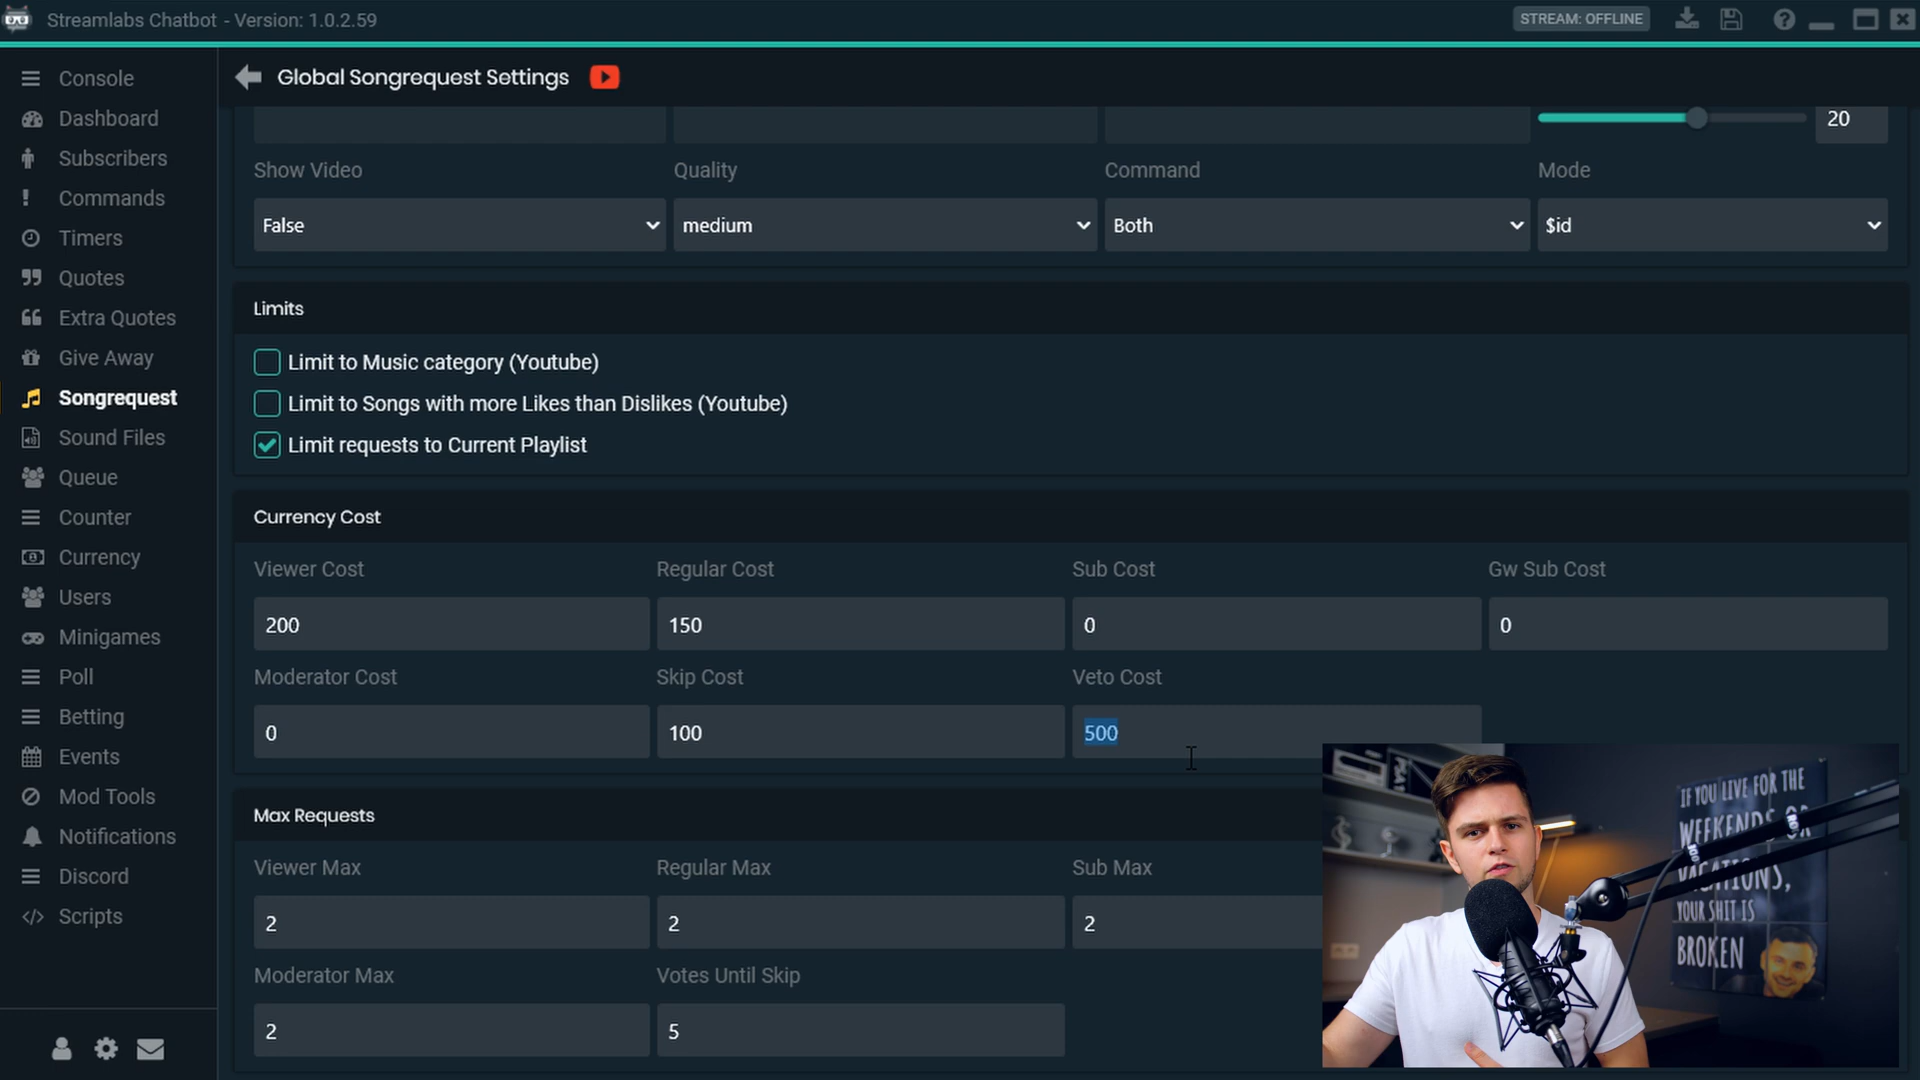 Streamlabs Chatbot - Version: 1.0.2.59
STREAM: OFFLINE
Console
Dashboard
Subscribers
Commands
Timers
Quotes
Extra Quotes
Give Away
Songrequest
Sound Files
Queue
Counter
Currency
Users
Minigames
Poll
Betting
Events
Mod Tools
Notifications
Discord
Scripts
Global Songrequest Settings
20
Show Video
Quality
Command
Mode
False
medium
Both
$id
Limits
Limit to Music category (Youtube)
Limit to Songs with more Likes than Dislikes (Youtube)
Limit requests to Current Playlist
Currency Cost
Viewer Cost
Regular Cost
Sub Cost
Gw Sub Cost
200
150
0
0
Moderator Cost
Skip Cost
Veto Cost
0
100
500
Max Requests
Viewer Max
Regular Max
Sub Max
2
2
2
Moderator Max
Votes Until Skip
2
5
IF YOU LIVE FOR THE
WEEKENDS OR
VACATIONS,
YOUR SHIT IS
BROKEN